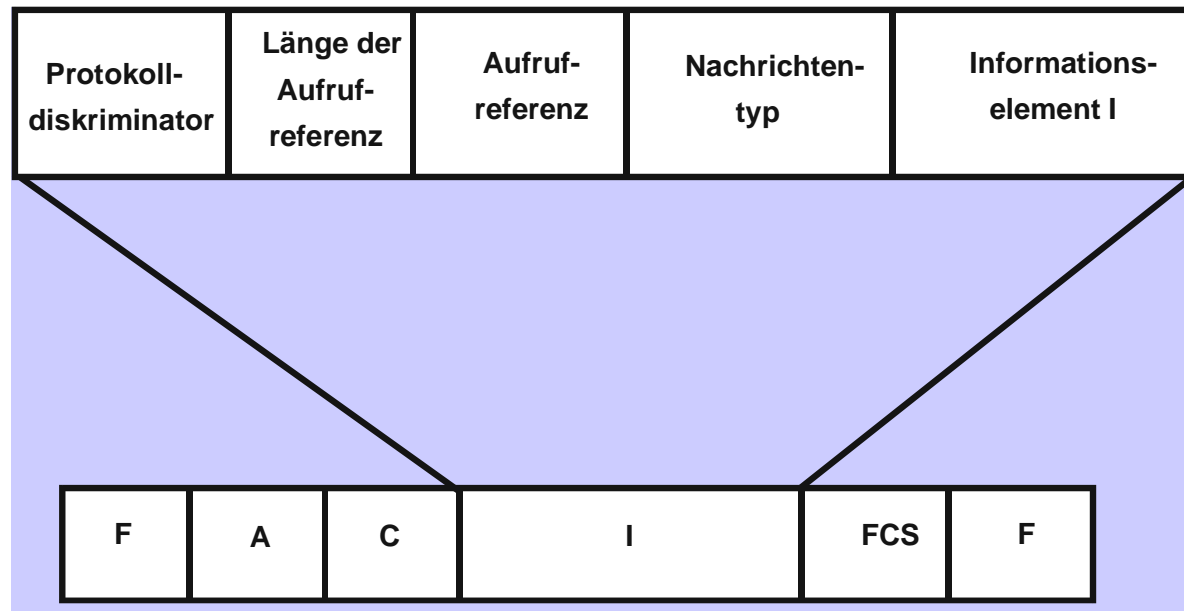 Protokoll-
diskriminator
Länge der
Aufruf-
referenz
Aufruf-
referenz
Nachrichten-
typ
Informations-
element I
F
A
C
I
FCS
F